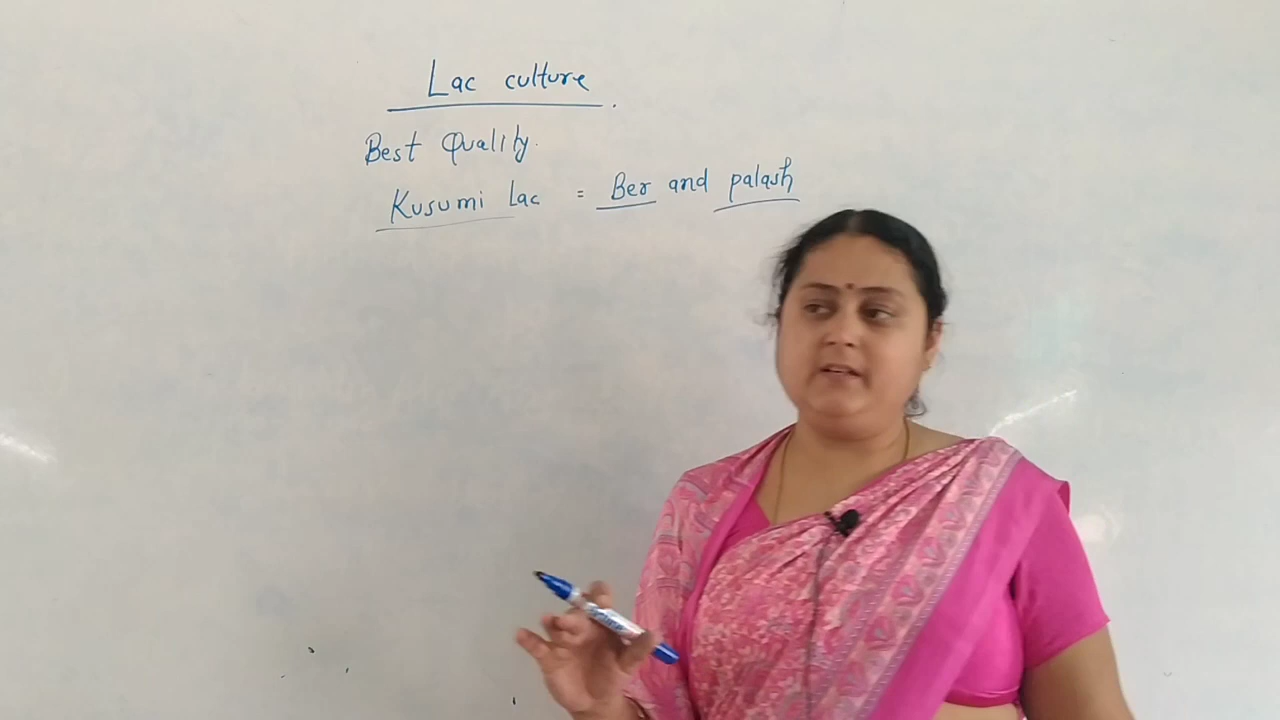 Lac culture.
Best Quality.
Kusumi Lac = Ber and palash